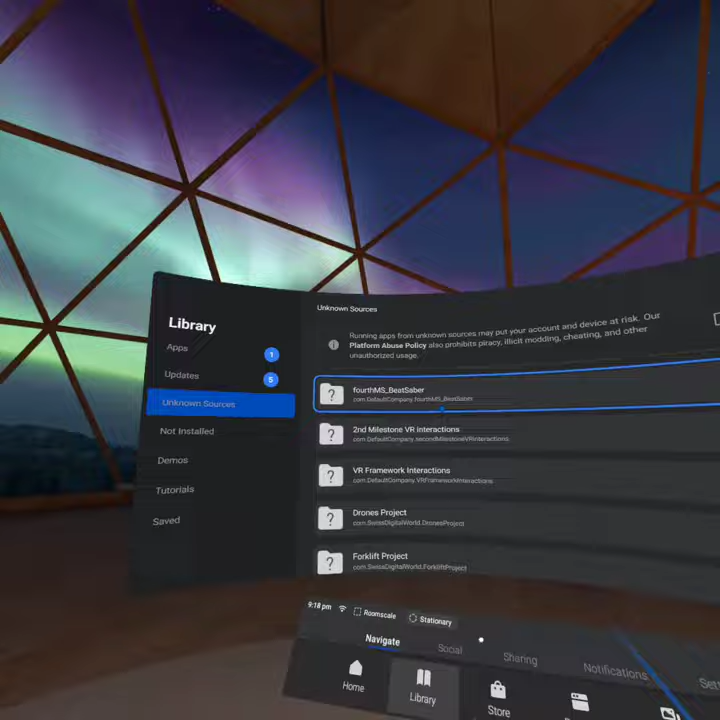 Library
Apps
1
Updates
5
Unknown Sources
Not Installed
Demos
Tutorials
Saved
Unknown Sources
Running apps from unknown sources may put your account and device at risk. Our
Platform Abuse Policy also prohibits piracy, illicit modding, cheating, and other
unauthorized usage.
fourthMS_BeatSaber
com.DefaultCompany.fourthMS_BeatSaber
2nd Milestone VR Interactions
com.DefaultCompany.secondMilestoneVRInteractions
VR Framework Interactions
com.DefaultCompany.VRFrameworkInteractions
Drones Project
com.SwissDigitalWorld.DronesProject
Forklift Project
com.SwissDigitalWorld.ForkliftProject
9:18 pm
Roomscale
Stationary
Navigate
Social
Sharing
Notifications
Home
Library
Store